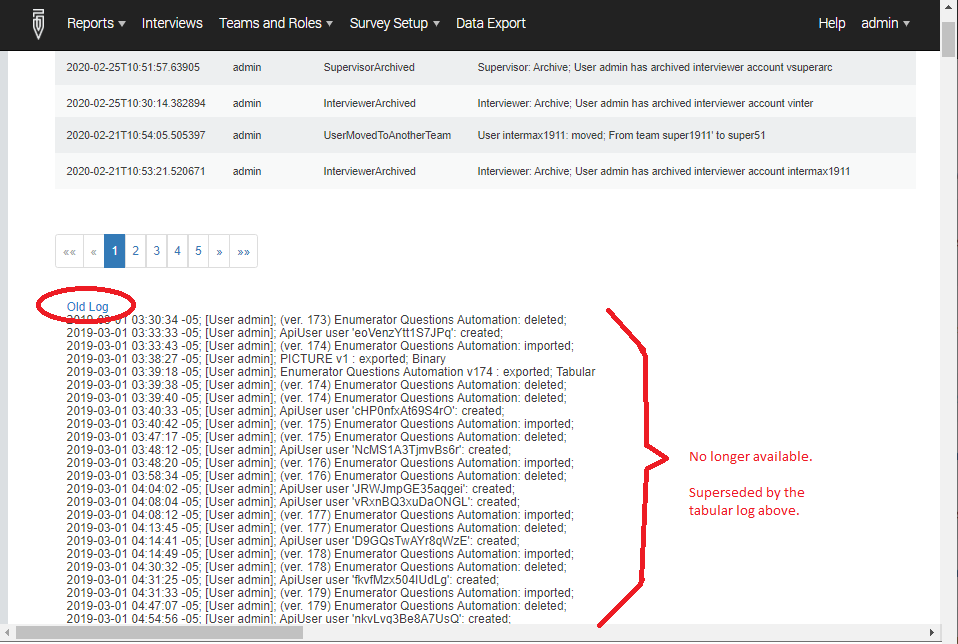 Reports Interviews Teams and Roles Survey Setup Data Export Help admin
2020-02-25T10:51:57.63905 admin SupervisorArchived Supervisor: Archive; User admin has archived interviewer account vsuperarc
2020-02-25T10:30:14.382894 admin InterviewerArchived Interviewer: Archive; User admin has archived interviewer account vinter
2020-02-21T10:54:05.505397 admin UserMovedToAnotherTeam User intermax1911: moved; From team super1911' to super51
2020-02-21T10:53:21.520671 admin InterviewerArchived Interviewer: Archive; User admin has archived interviewer account intermax1911
«« « 1 2 3 4 5 » »»
Old Log
2019-03-01 03:30:34 -05; [User admin]; (ver. 173) Enumerator Questions Automation: deleted;
2019-03-01 03:33:33 -05; [User admin]; ApiUser user 'eoVenzYtt1S7JPq': created;
2019-03-01 03:33:43 -05; [User admin]; (ver. 174) Enumerator Questions Automation: imported;
2019-03-01 03:38:27 -05; [User admin]; PICTURE v1 : exported; Binary
2019-03-01 03:39:18 -05; [User admin]; Enumerator Questions Automation v174 : exported; Tabular
2019-03-01 03:39:38 -05; [User admin]; (ver. 174) Enumerator Questions Automation: deleted;
2019-03-01 03:39:40 -05; [User admin]; (ver. 174) Enumerator Questions Automation: deleted;
2019-03-01 03:40:33 -05; [User admin]; ApiUser user 'cHP0nfxAt69S4rO': created;
2019-03-01 03:40:42 -05; [User admin]; (ver. 175) Enumerator Questions Automation: imported;
2019-03-01 03:47:17 -05; [User admin]; (ver. 175) Enumerator Questions Automation: deleted;
2019-03-01 03:48:12 -05; [User admin]; ApiUser user 'NcMS1A3TjmvBs6r': created;
2019-03-01 03:48:20 -05; [User admin]; (ver. 176) Enumerator Questions Automation: imported;
2019-03-01 03:58:34 -05; [User admin]; (ver. 176) Enumerator Questions Automation: deleted;
2019-03-01 04:04:02 -05; [User admin]; ApiUser user 'JRWJmpGE35aqgeI': created;
2019-03-01 04:08:04 -05; [User admin]; ApiUser user 'vRxnBQ3xuDaONGL': created;
2019-03-01 04:08:12 -05; [User admin]; (ver. 177) Enumerator Questions Automation: imported;
2019-03-01 04:13:45 -05; [User admin]; (ver. 177) Enumerator Questions Automation: deleted;
2019-03-01 04:14:41 -05; [User admin]; ApiUser user 'D9GQsTwAYr8qWzE': created;
2019-03-01 04:14:49 -05; [User admin]; (ver. 178) Enumerator Questions Automation: imported;
2019-03-01 04:30:32 -05; [User admin]; (ver. 178) Enumerator Questions Automation: deleted;
2019-03-01 04:31:25 -05; [User admin]; ApiUser user 'fkvfMzx504IUdLg': created;
2019-03-01 04:31:33 -05; [User admin]; (ver. 179) Enumerator Questions Automation: imported;
2019-03-01 04:47:07 -05; [User admin]; (ver. 179) Enumerator Questions Automation: deleted;
2019-03-01 04:54:56 -05; [User admin]; ApiUser user 'nkvLvq3Be8A7UsQ': created;
No longer available.
Superseded by the
tabular log above.